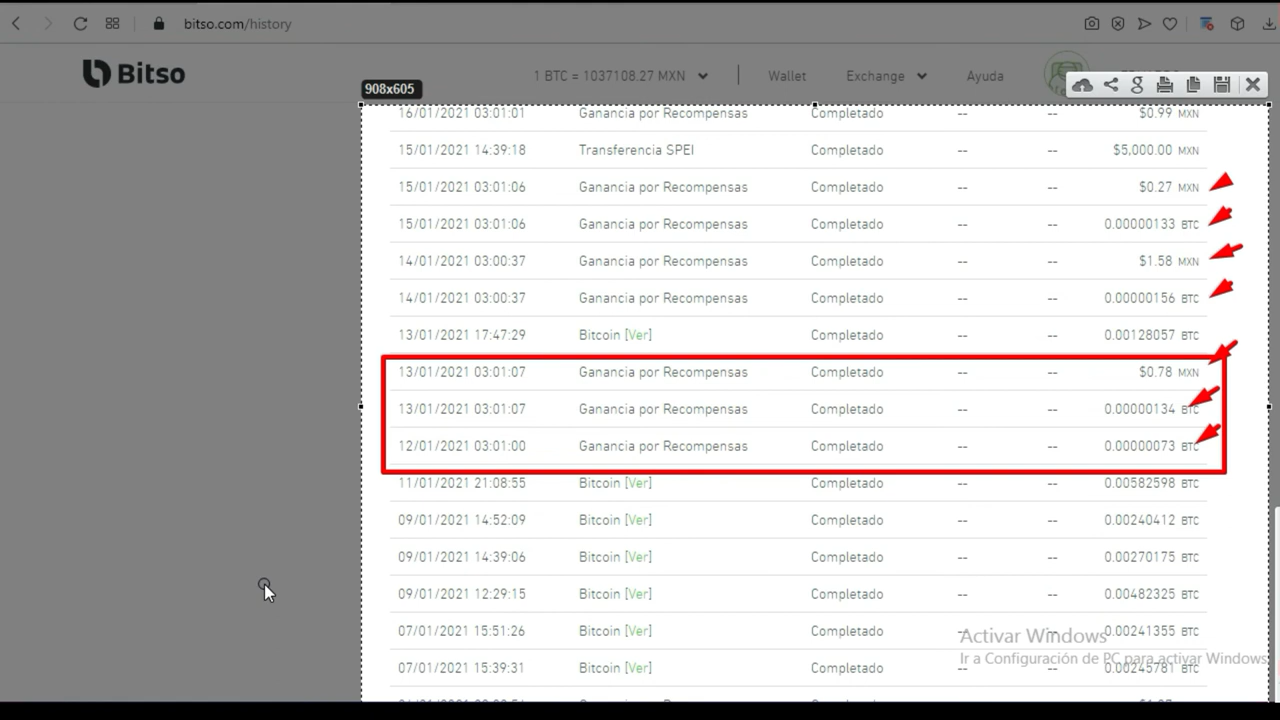 bitso.com/history
Bitso
1 BTC = 1037108.27 MXN
Wallet
Exchange
Ayuda
908x605
16/01/2021 03:01:01 Ganancia por Recompensas Completado -- -- $0.99 MXN
15/01/2021 14:39:18 Transferencia SPEI Completado -- -- $5,000.00 MXN
15/01/2021 03:01:06 Ganancia por Recompensas Completado -- -- $0.27 MXN
15/01/2021 03:01:06 Ganancia por Recompensas Completado -- -- 0.00000133 BTC
14/01/2021 03:00:37 Ganancia por Recompensas Completado -- -- $1.58 MXN
14/01/2021 03:00:37 Ganancia por Recompensas Completado -- -- 0.00000156 BTC
13/01/2021 17:47:29 Bitcoin [Ver] Completado -- -- 0.00128057 BTC
13/01/2021 03:01:07 Ganancia por Recompensas Completado -- -- $0.78 MXN
13/01/2021 03:01:07 Ganancia por Recompensas Completado -- -- 0.00000134 BTC
12/01/2021 03:01:00 Ganancia por Recompensas Completado -- -- 0.00000073 BTC
11/01/2021 21:08:55 Bitcoin [Ver] Completado -- -- 0.00582598 BTC
09/01/2021 14:52:09 Bitcoin [Ver] Completado -- -- 0.00240412 BTC
09/01/2021 14:39:06 Bitcoin [Ver] Completado -- -- 0.00270175 BTC
09/01/2021 12:29:15 Bitcoin [Ver] Completado -- -- 0.00482325 BTC
07/01/2021 15:51:26 Bitcoin [Ver] Completado -- -- 0.00241355 BTC
07/01/2021 15:39:31 Bitcoin [Ver] Completado -- -- 0.00245781 BTC
Activar Windows
Ir a Configuración de PC para activar Windows